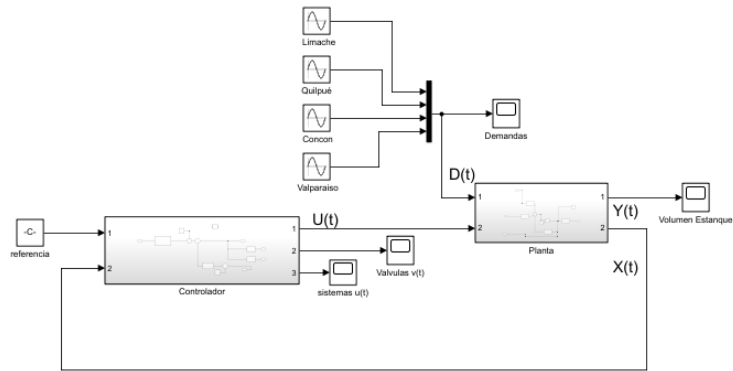 Limache
Quilpué
Concon
Valparaiso
Demandas
D(t)
1
2
1
2
Y(t)
Volumen Estanque
Planta
X(t)
-C-
referencia
1
2
U(t)
1
2
3
Controlador
Valvulas v(t)
sistemas u(t)